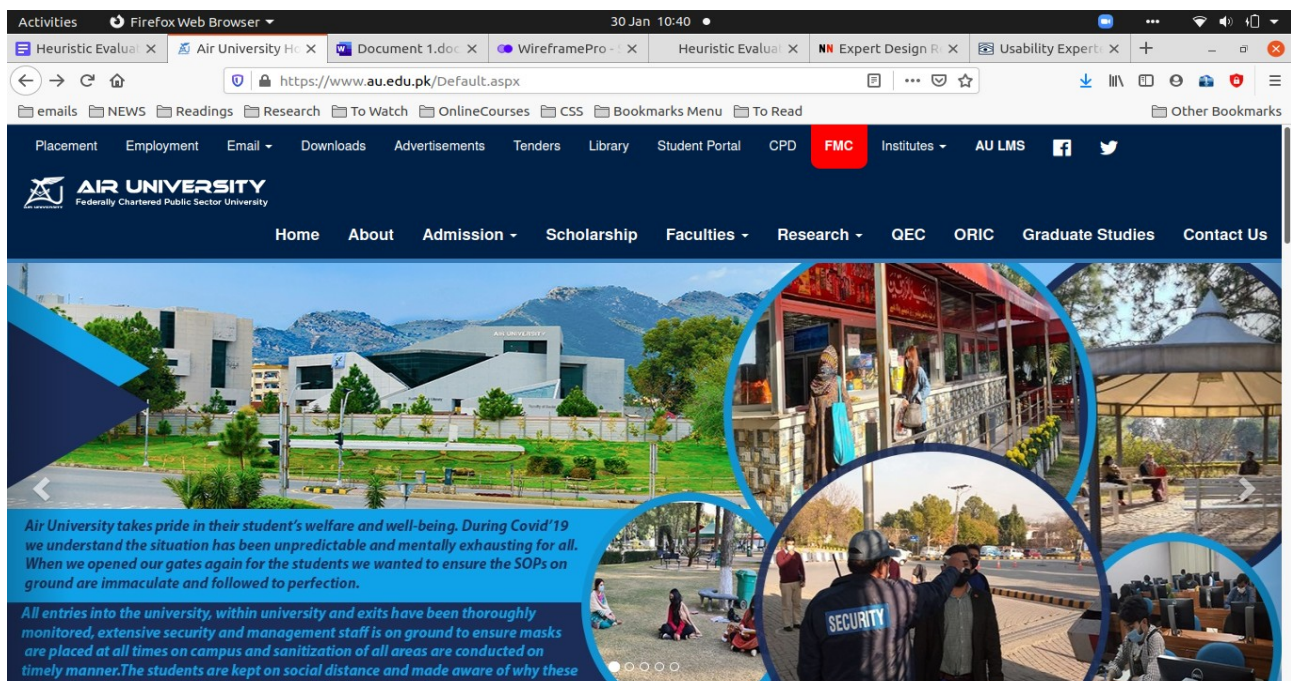 Activities Firefox Web Browser 30 Jan 10:40
Heuristic Evalua Air University Ho Document 1.doc WireframePro - S Heuristic Evalua NN Expert Design R Usability Expert
https://www.au.edu.pk/Default.aspx
emails NEWS Readings Research To Watch OnlineCourses CSS Bookmarks Menu To Read Other Bookmarks
Placement Employment Email Downloads Advertisements Tenders Library Student Portal CPD FMC Institutes AU LMS
AIR UNIVERSITY
Federally Chartered Public Sector University
Home About Admission Scholarship Faculties Research QEC ORIC Graduate Studies Contact Us
AIR UNIVERSITY
Air University takes pride in their student's welfare and well-being. During Covid'19
we understand the situation has been unpredictable and mentally exhausting for all.
When we opened our gates again for the students we wanted to ensure the SOPs on
ground are immaculate and followed to perfection.
All entries into the university, within university and exits have been thoroughly
monitored, extensive security and management staff is on ground to ensure masks
are placed at all times on campus and sanitization of all areas are conducted on
timely manner.The students are kept on social distance and made aware of why these
SECURITY